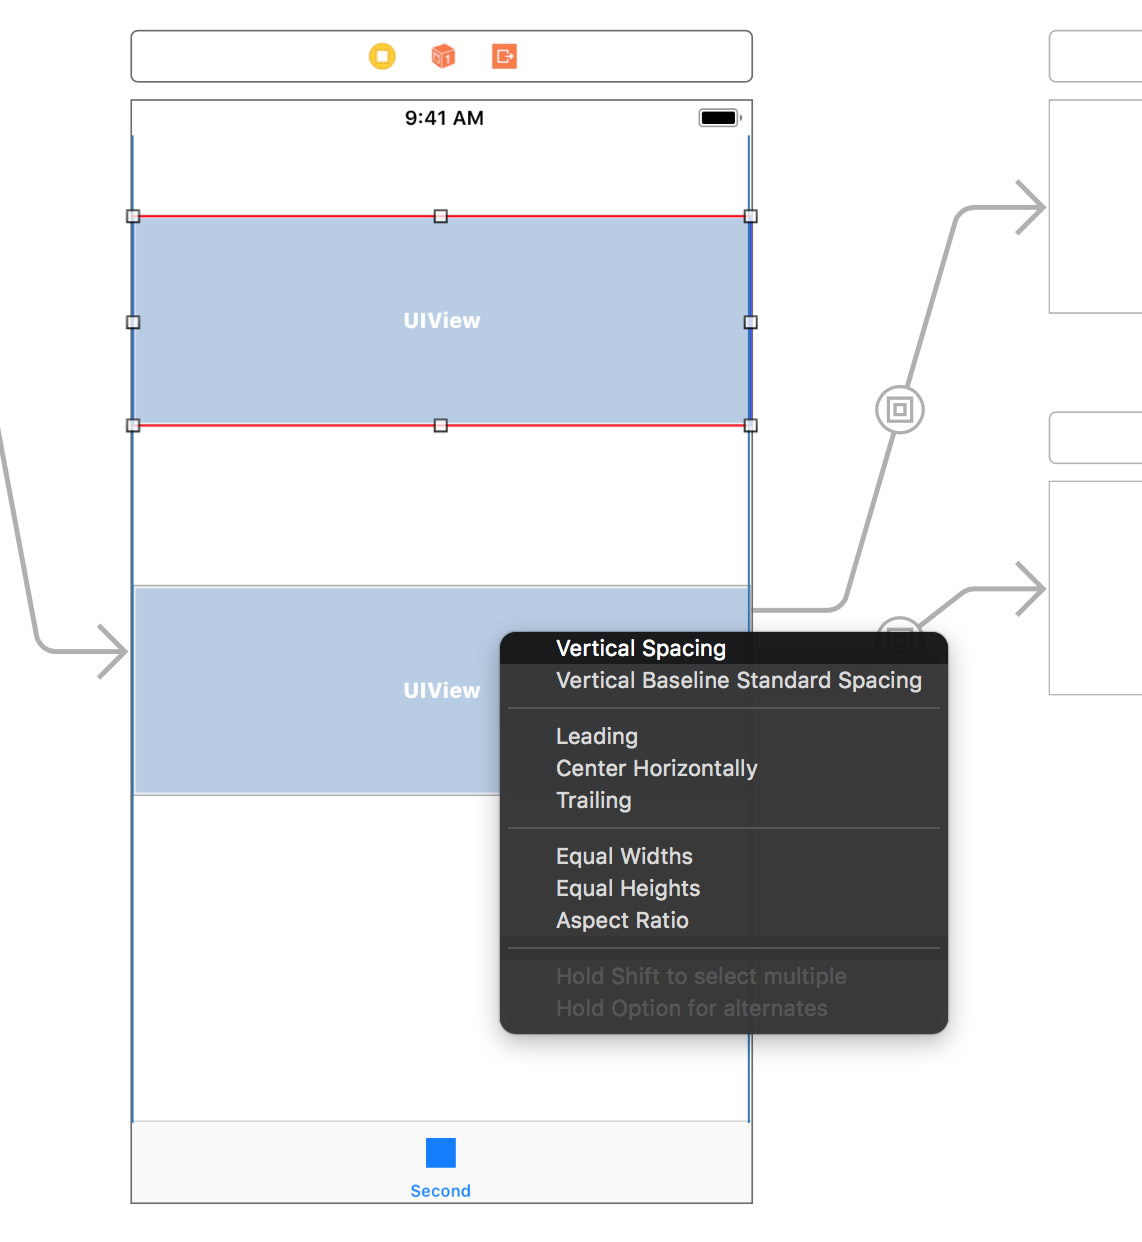 9:41 AM
UIView
UIView
Vertical Spacing
Vertical Baseline Standard Spacing
Leading
Center Horizontally
Trailing
Equal Widths
Equal Heights
Aspect Ratio
Hold Shift to select multiple
Hold Option for alternates
Second